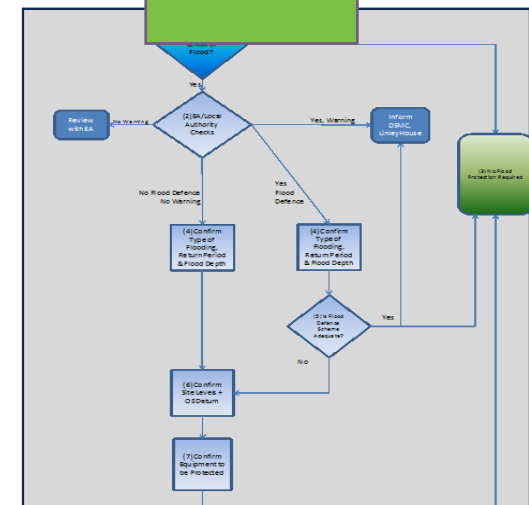 Flood?
Yes
(2)EA/Local
Authority
Checks
No Warning
Review
with EA
Yes, Warning
Inform
DSMC,
Linley House
(3) No Flood
Protection Required
No Flood Defence
No Warning
Yes
Flood
Defence
(4)Confirm
Type of
Flooding,
Return Period
& Flood Depth
(4)Confirm
Type of
Flooding,
Return Period
& Flood Depth
(5) Is Flood
Defence
Scheme
Adequate?
Yes
No
(6)Confirm
Site Levels +
OS Datum
(7)Confirm
Equipment to
be Protected